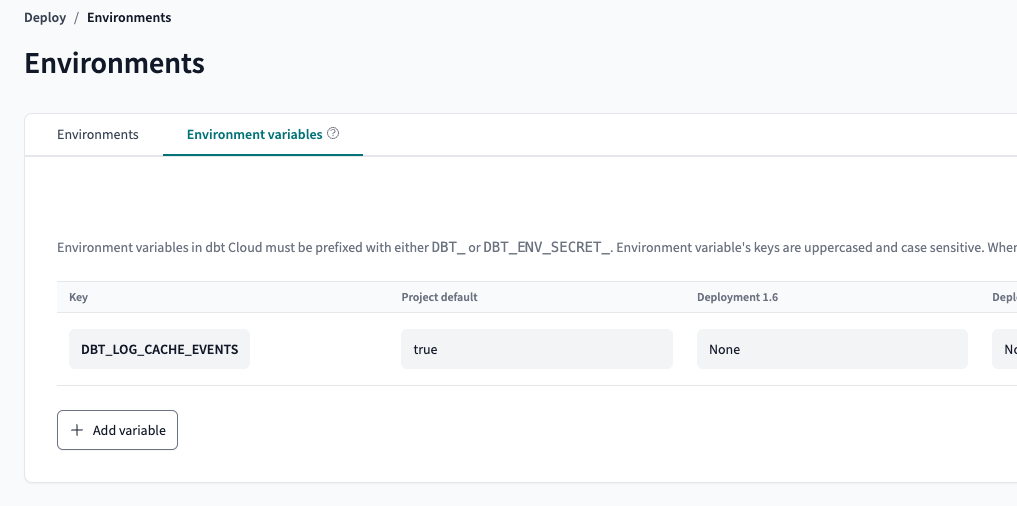 Deploy / Environments
Environments
Environments Environment variables ?
Environment variables in dbt Cloud must be prefixed with either DBT_ or DBT_ENV_SECRET_. Environment variable's keys are uppercased and case sensitive. When
Key Project default Deployment 1.6 Depl
DBT_LOG_CACHE_EVENTS true None No
+ Add variable